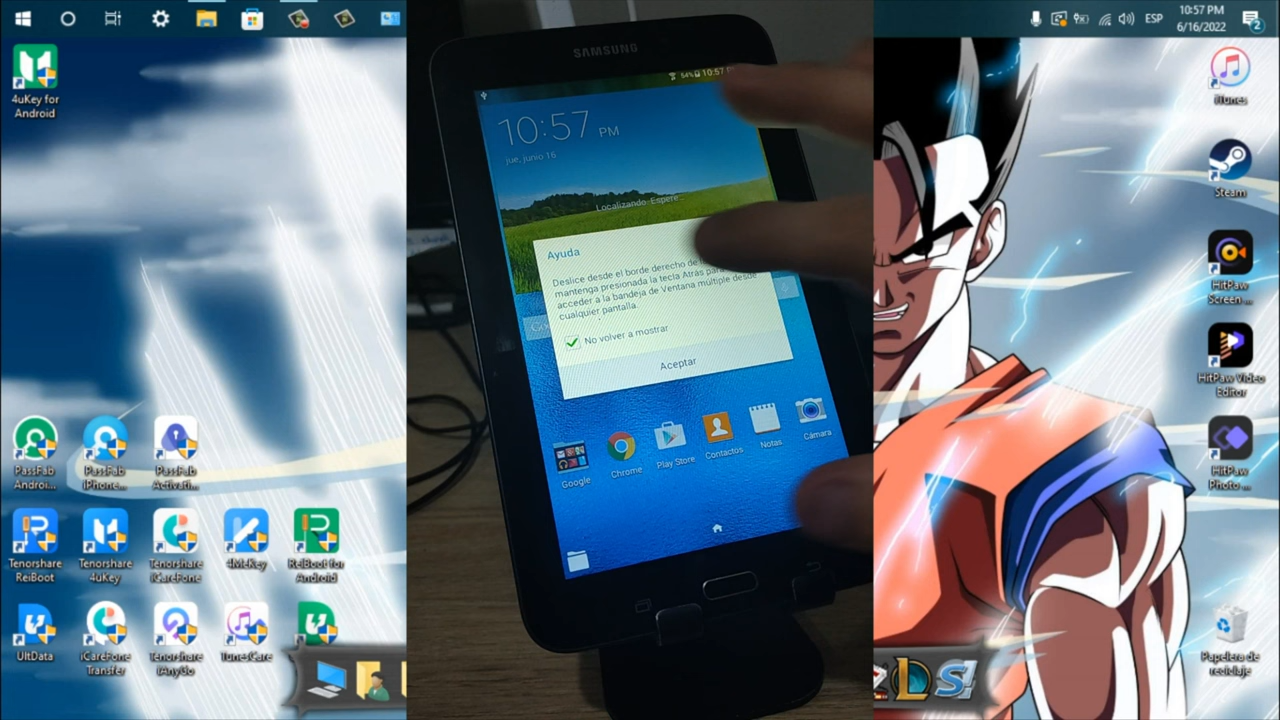 10:57 PM
ESP
6/16/2022
2
4uKey for
Android
iTunes
Steam
HitPaw
Screen ...
HitPaw Video
Editor
HitPaw
Photo ...
Papelera de
reciclaje
PassFab
Androi...
PassFab
iPhone...
PassFab
Activati...
Tenorshare
ReiBoot
Tenorshare
4uKey
Tenorshare
iCareFone
4MeKey
ReiBoot for
Android
UltData
iCareFone
Transfer
Tenorshare
iAnyGo
TunesCare
SAMSUNG
64% 10:57
10:57 PM
jue, junio 16
Localizando. Espere...
Ayuda
Deslice desde el borde derecho de
mantenga presionada la tecla Atrás
acceder a la bandeja de Ventana múltiple desde
cualquier pantalla.
No volver a mostrar
Aceptar
Google
Chrome
Play Store
Contactos
Notas
Cámara